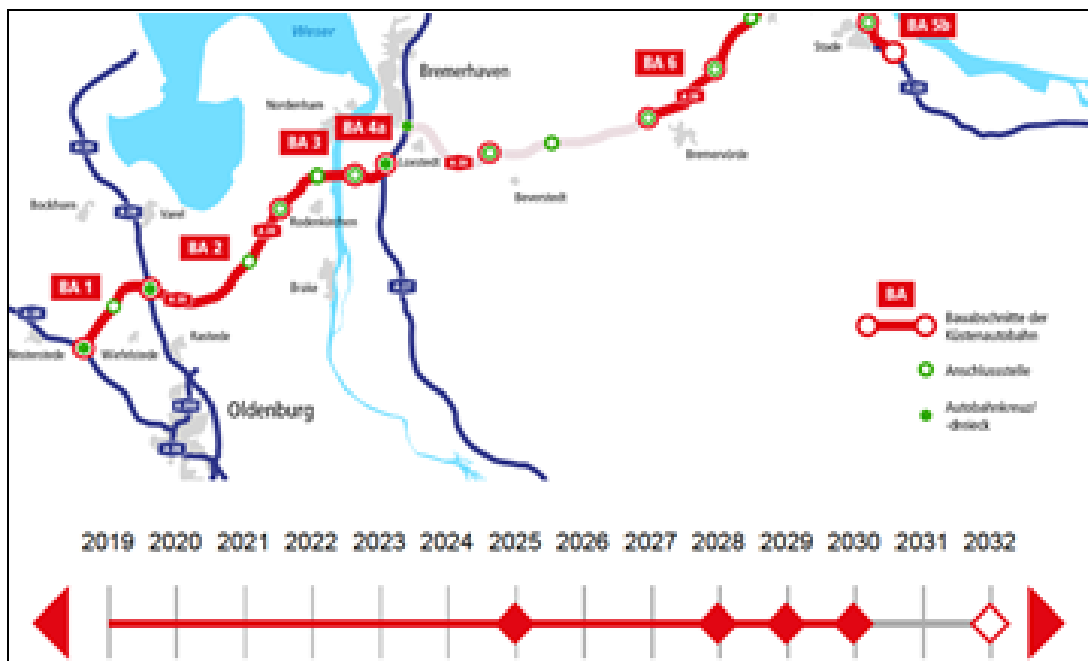 Weser
Stade
BA 5b
Bremerhaven
BA 6
Nordenham
BA 4a
Bremervörde
BA 3
Loxstedt
Beverstedt
Bockhorn
Varel
Rodenkirchen
BA 2
BA 1
Brake
BA
Bauabschnitte der
Küstenautobahn
Westerstede
Wiefelstede
Rastede
Anschlussstelle
Oldenburg
Autobahnkreuz/
-dreieck
2019 2020 2021 2022 2023 2024 2025 2026 2027 2028 2029 2030 2031 2032